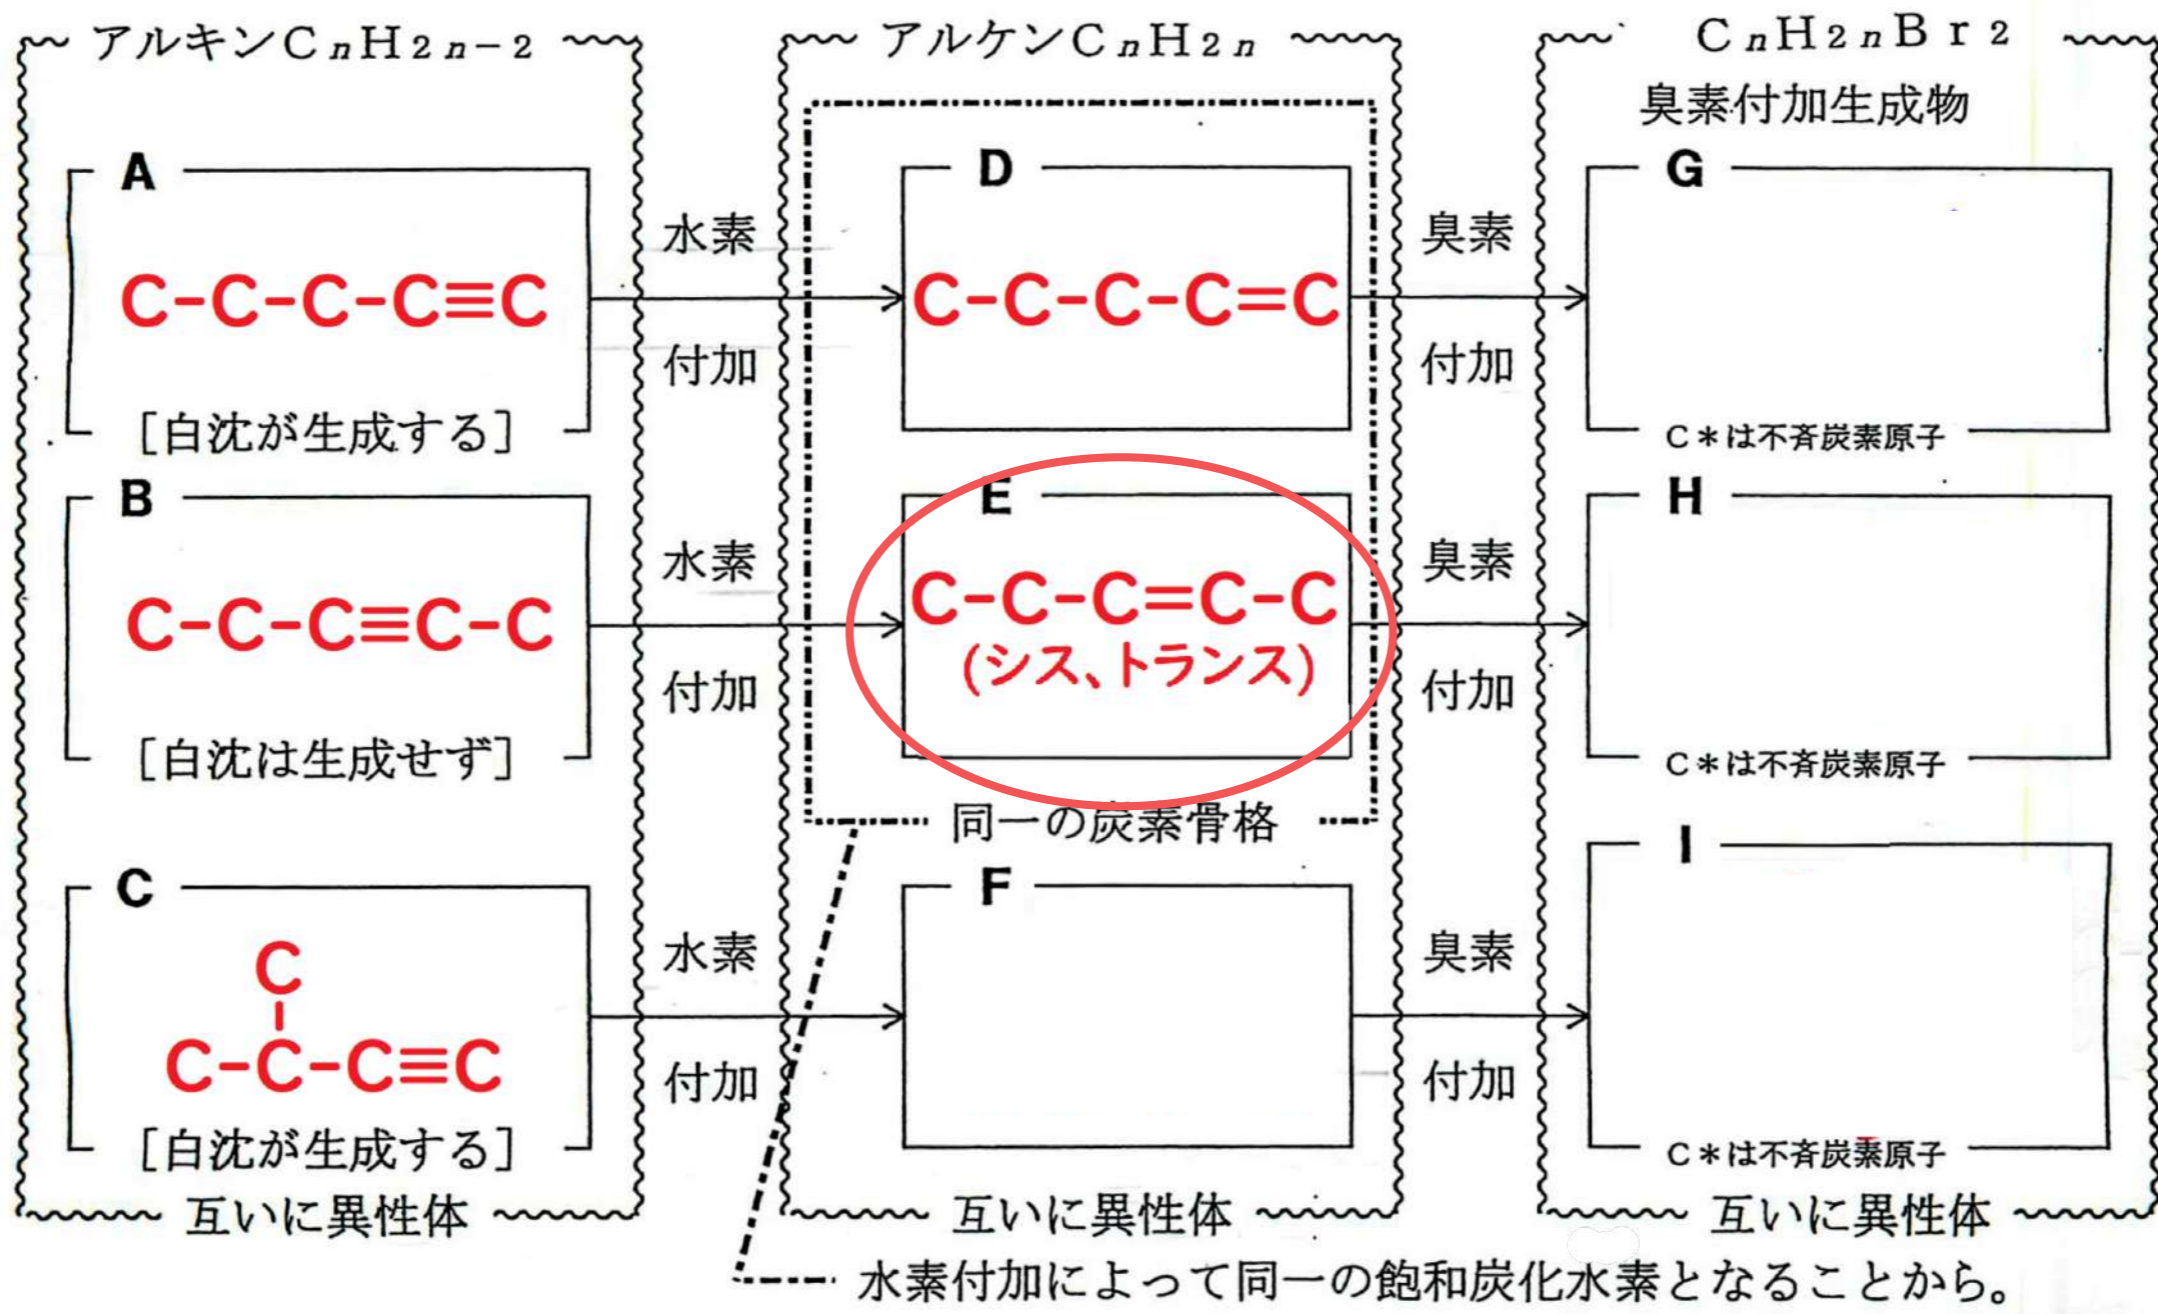 アルキンCnH2n−2
アルケンCnH2n
CnH2nBr2
臭素付加生成物
A
C−C−C−C≡C
[白沈が生成する]
水素
付加
D
C−C−C−C=C
臭素
付加
G
C*は不斉炭素原子
B
C−C−C≡C−C
[白沈は生成せず]
水素
付加
E
C−C−C=C−C
(シス、トランス)
臭素
付加
H
C*は不斉炭素原子
同一の炭素骨格
C
C
C−C−C≡C
[白沈が生成する]
水素
付加
F
臭素
付加
I
C*は不斉炭素原子
互いに異性体
互いに異性体
互いに異性体
水素付加によって同一の飽和炭化水素となることから。